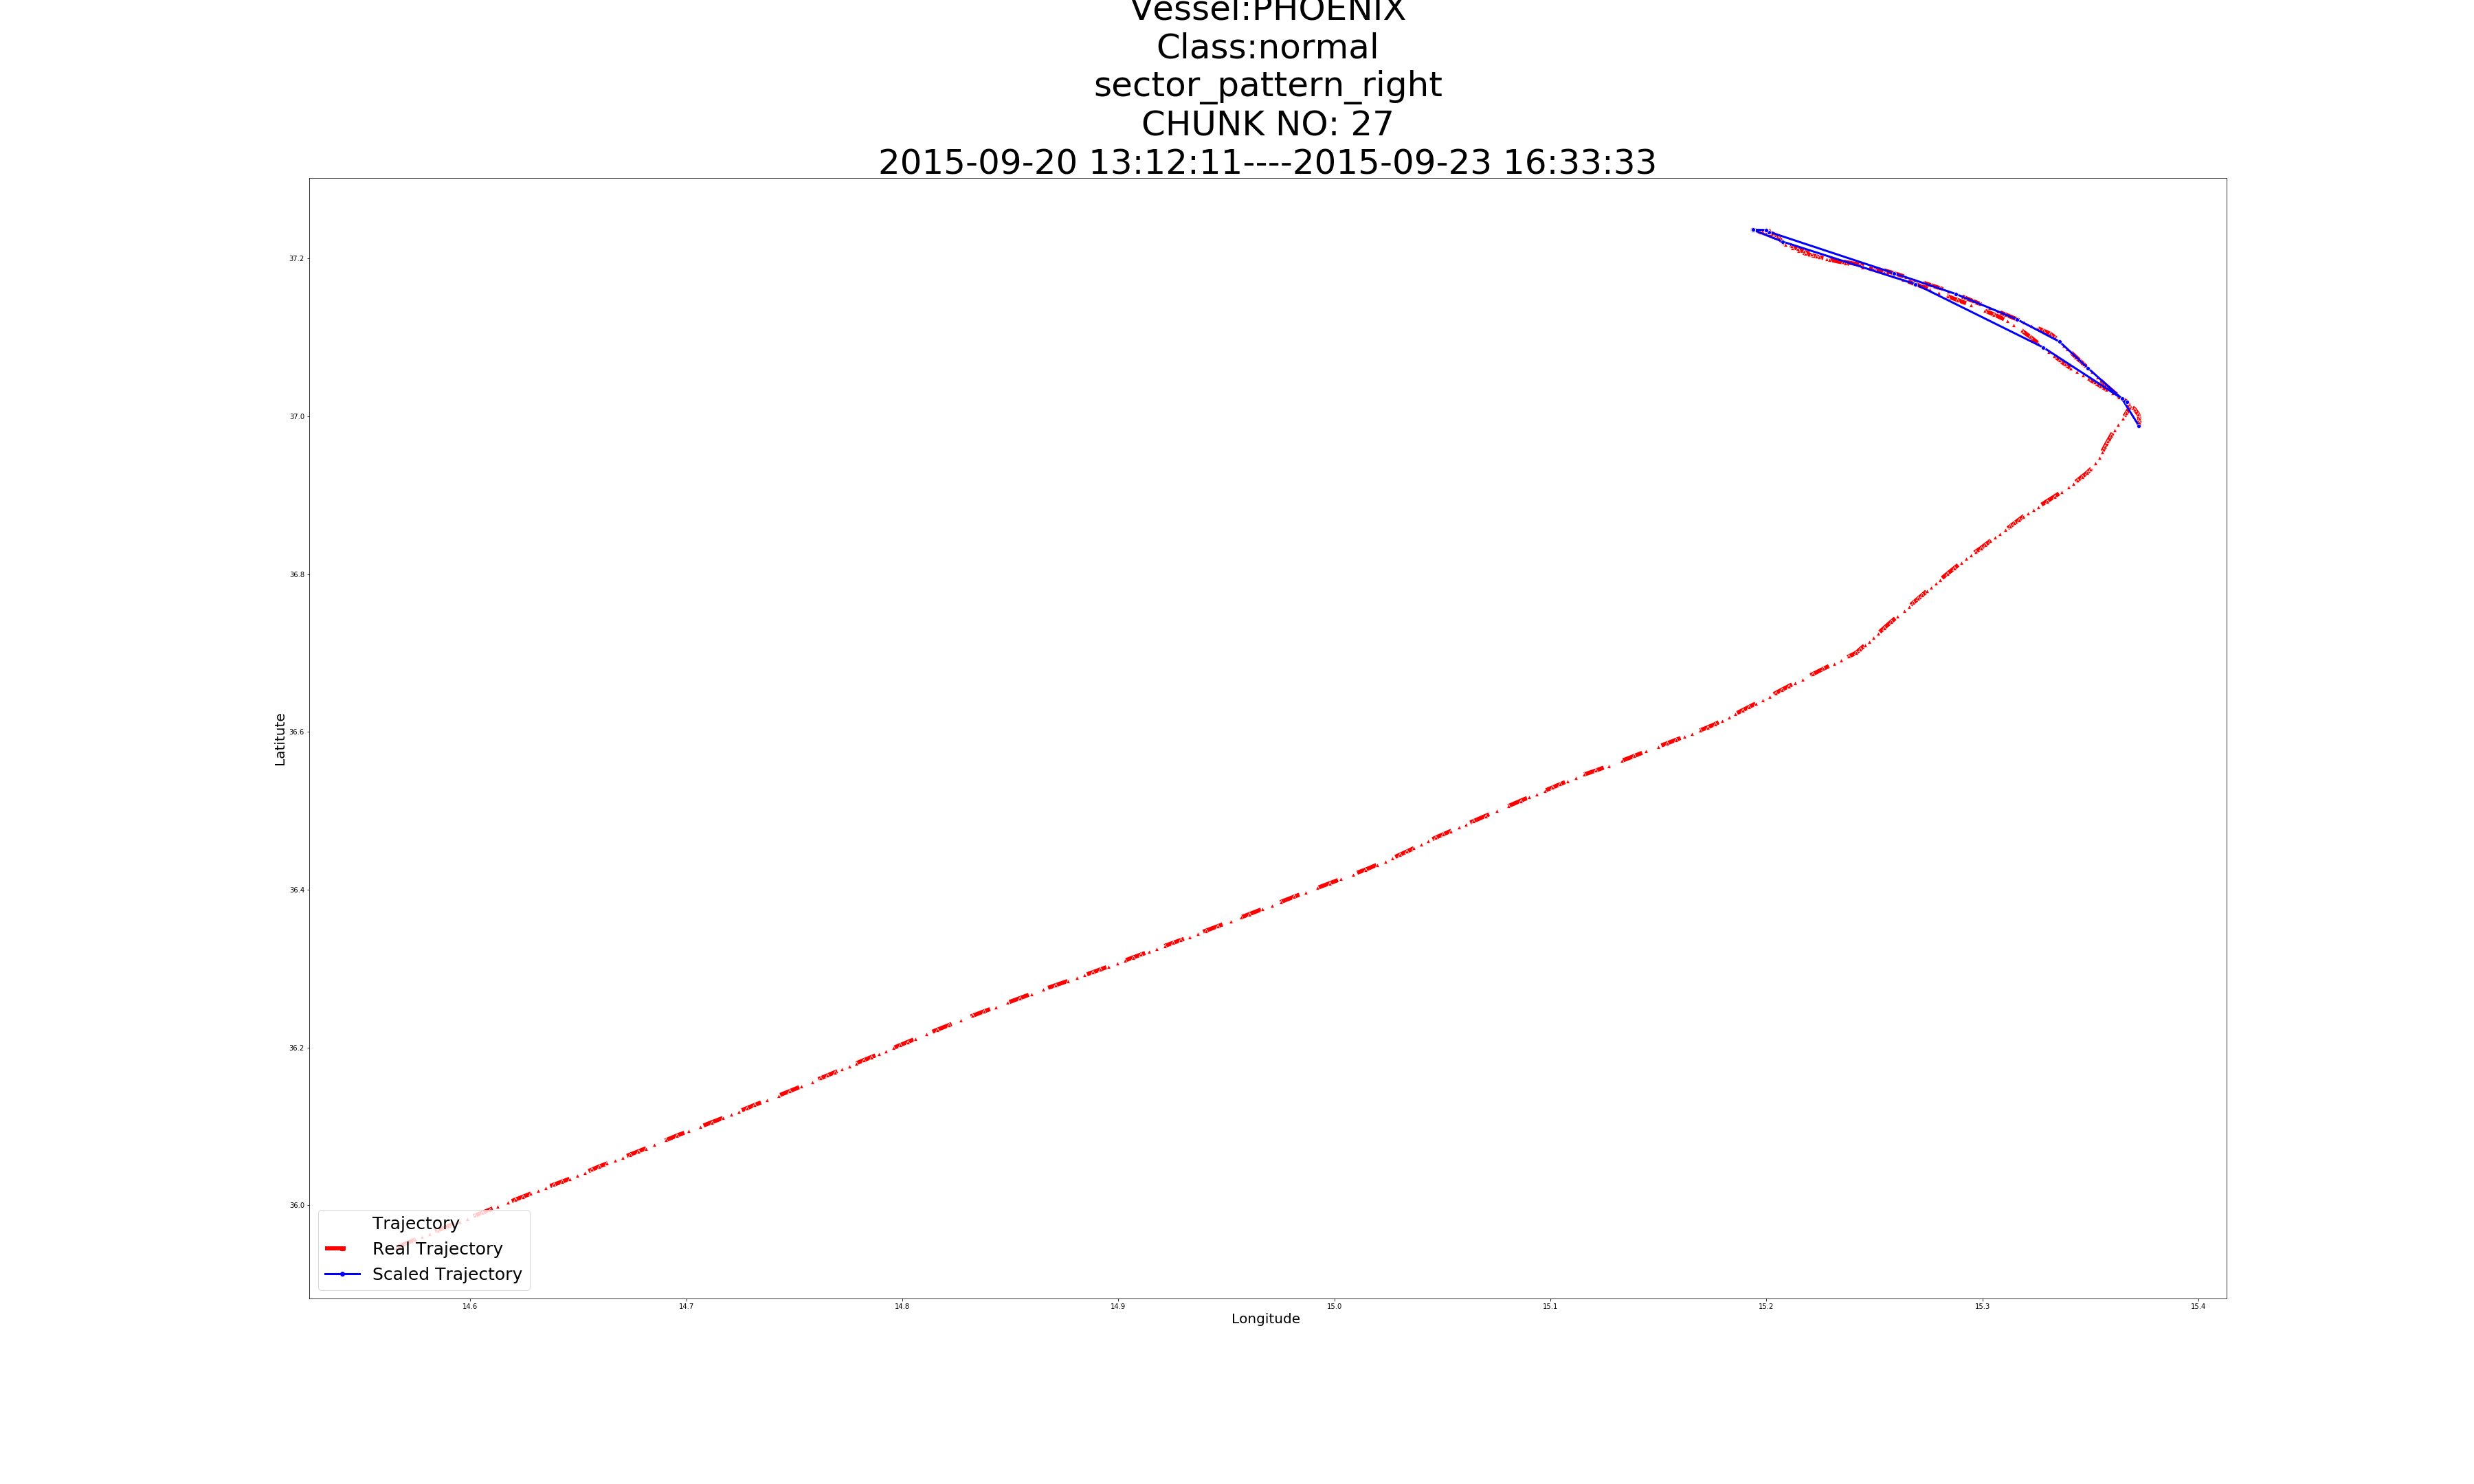 Vessel:PHOENIX
Class:normal
sector_pattern_right
CHUNK NO: 27
2015-09-20 13:12:11----2015-09-23 16:33:33
Latitute
37.2
37.0
36.8
36.6
36.4
36.2
36.0
Trajectory
Real Trajectory
Scaled Trajectory
14.6 14.7 14.8 14.9 15.0 15.1 15.2 15.3 15.4
Longitude